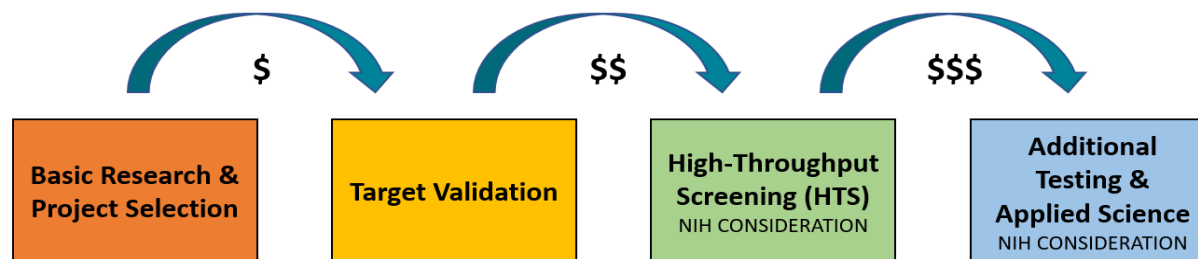 $
$$
$$$
Basic Research &
Project Selection
Target Validation
High-Throughput
Screening (HTS)
NIH CONSIDERATION
Additional
Testing &
Applied Science
NIH CONSIDERATION